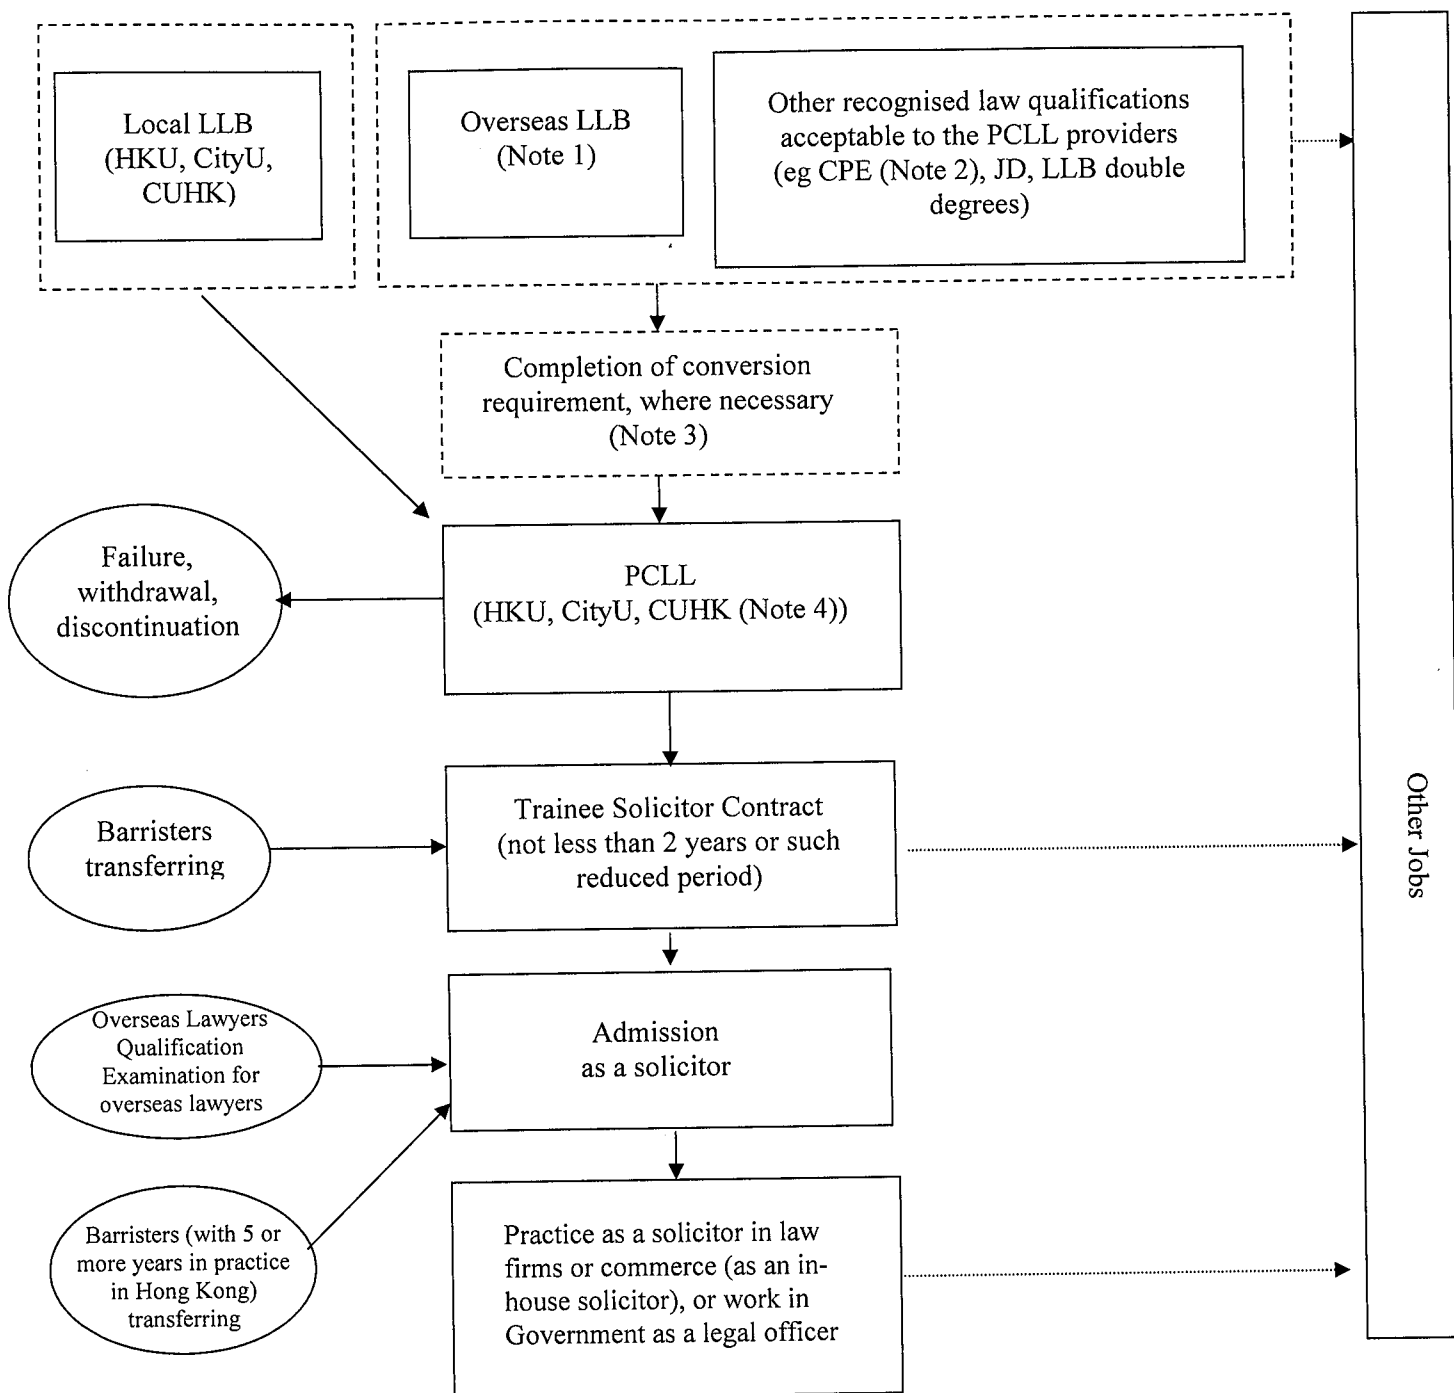 Local LLB
(HKU, CityU,
CUHK)
Overseas LLB
(Note 1)
Other recognised law qualifications
acceptable to the PCLL providers
(eg CPE (Note 2), JD, LLB double
degrees)
Completion of conversion
requirement, where necessary
(Note 3)
Failure,
withdrawal,
discontinuation
PCLL
(HKU, CityU, CUHK (Note 4))
Barristers
transferring
Trainee Solicitor Contract
(not less than 2 years or such
reduced period)
Other Jobs
Overseas Lawyers
Qualification
Examination for
overseas lawyers
Admission
as a solicitor
Barristers (with 5 or
more years in practice
in Hong Kong)
transferring
Practice as a solicitor in law
firms or commerce (as an in-
house solicitor), or work in
Government as a legal officer